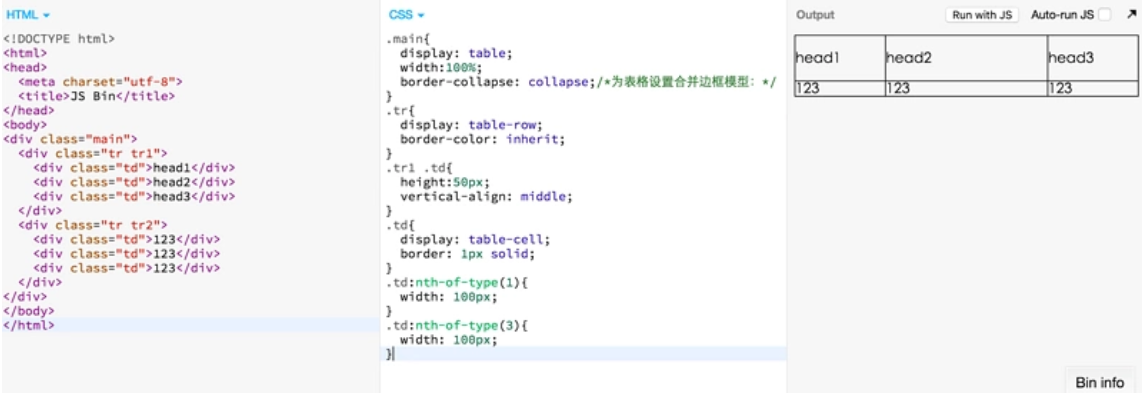 HTML
<!DOCTYPE html>
<html>
<head>
<meta charset="utf-8">
<title>JS Bin</title>
</head>
<body>
<div class="main">
<div class="tr tr1">
<div class="td">head1</div>
<div class="td">head2</div>
<div class="td">head3</div>
</div>
<div class="tr tr2">
<div class="td">123</div>
<div class="td">123</div>
<div class="td">123</div>
</div>
</div>
</body>
</html>
CSS
.main{
display: table;
width:100%;
border-collapse: collapse;/*为表格设置合并边框模型：*/
}
.tr{
display: table-row;
border-color: inherit;
}
.tr1 .td{
height:50px;
vertical-align: middle;
}
.td{
display: table-cell;
border: 1px solid;
}
.td:nth-of-type(1){
width: 100px;
}
.td:nth-of-type(3){
width: 100px;
}
Output Run with JS Auto-run JS
head1 head2 head3
123 123 123
Bin info